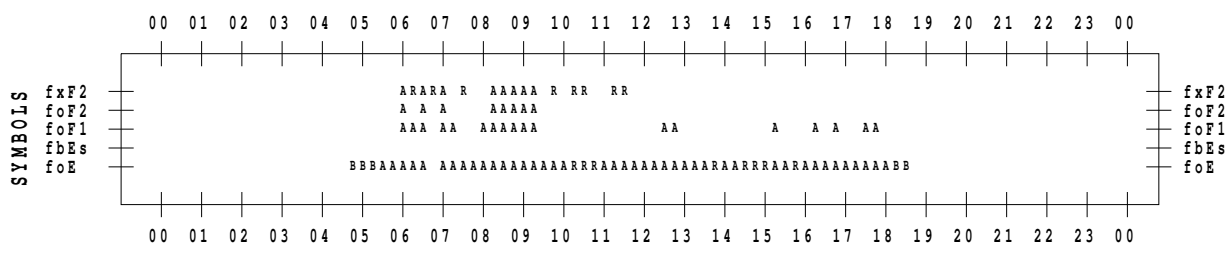 00 01 02 03 04 05 06 07 08 09 10 11 12 13 14 15 16 17 18 19 20 21 22 23 00
SYMBOLS
fxF2 ARARA R AAAAA R RR RR fxF2
foF2 A A A AAAAA foF2
foF1 AAA AA AAAAAA AA A A A AA foF1
fbEs fbEs
foE BBBAAAAA AAAAAAAAAAAAARRRAAAAAAAAAAAARAARRAARAAAAAAAAABB foE
00 01 02 03 04 05 06 07 08 09 10 11 12 13 14 15 16 17 18 19 20 21 22 23 00